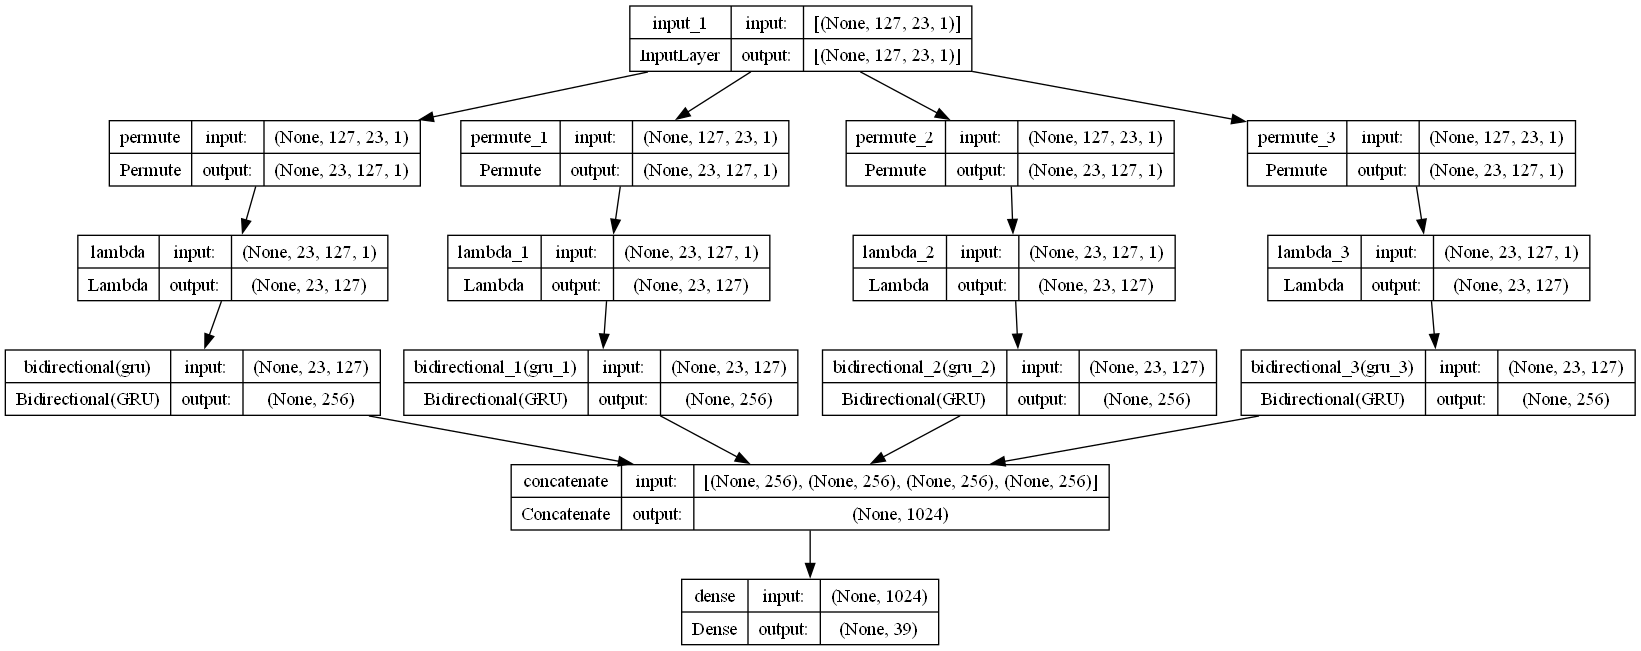 input_1 input: [(None, 127, 23, 1)]
InputLayer output: [(None, 127, 23, 1)]
permute input: (None, 127, 23, 1)
Permute output: (None, 23, 127, 1)
permute_1 input: (None, 127, 23, 1)
Permute output: (None, 23, 127, 1)
permute_2 input: (None, 127, 23, 1)
Permute output: (None, 23, 127, 1)
permute_3 input: (None, 127, 23, 1)
Permute output: (None, 23, 127, 1)
lambda input: (None, 23, 127, 1)
Lambda output: (None, 23, 127)
lambda_1 input: (None, 23, 127, 1)
Lambda output: (None, 23, 127)
lambda_2 input: (None, 23, 127, 1)
Lambda output: (None, 23, 127)
lambda_3 input: (None, 23, 127, 1)
Lambda output: (None, 23, 127)
bidirectional(gru) input: (None, 23, 127)
Bidirectional(GRU) output: (None, 256)
bidirectional_1(gru_1) input: (None, 23, 127)
Bidirectional(GRU) output: (None, 256)
bidirectional_2(gru_2) input: (None, 23, 127)
Bidirectional(GRU) output: (None, 256)
bidirectional_3(gru_3) input: (None, 23, 127)
Bidirectional(GRU) output: (None, 256)
concatenate input: [(None, 256), (None, 256), (None, 256), (None, 256)]
Concatenate output: (None, 1024)
dense input: (None, 1024)
Dense output: (None, 39)